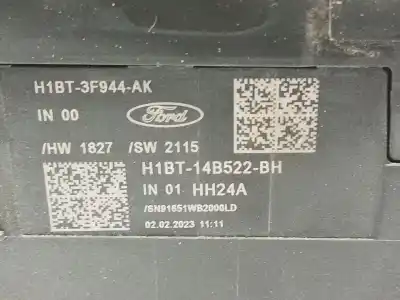 H1BT-3F944-AK
IN 00
Ford
/HW 1827 /SW 2115
H1BT-14B522-BH
IN 01 HH24A
/SN91651WB2000LD
02.02.2023 11:11